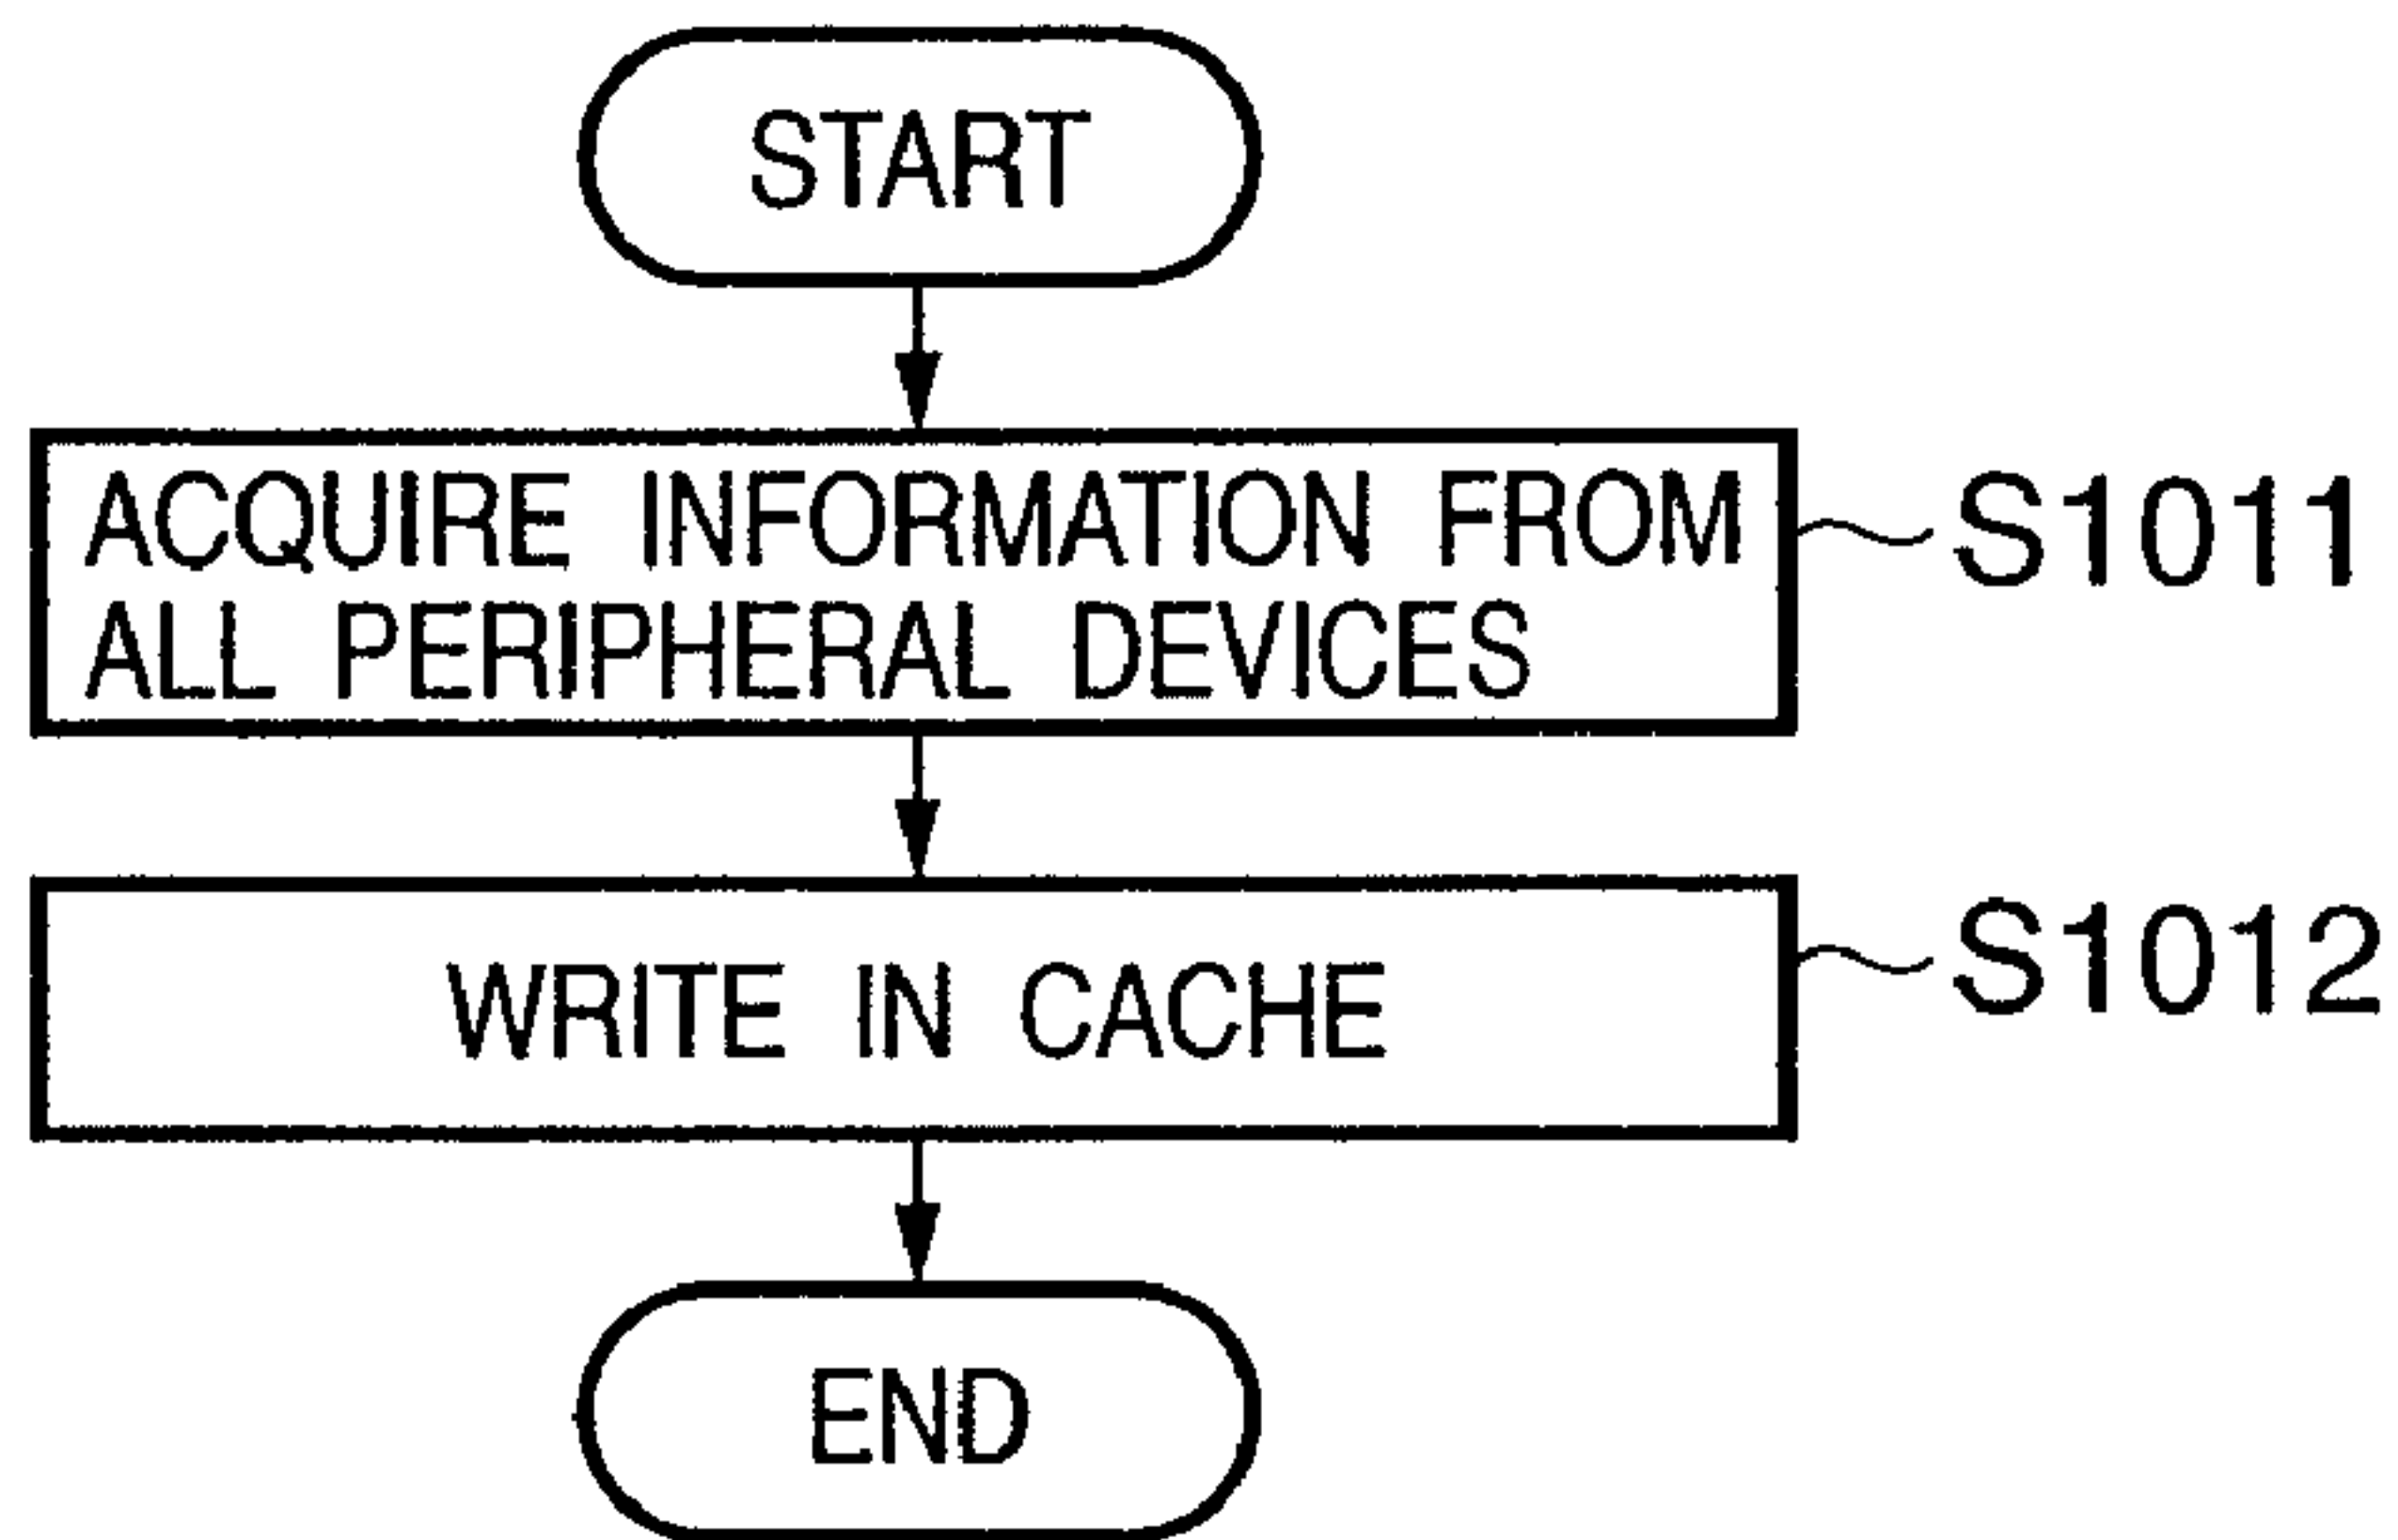 START
ACQUIRE INFORMATION FROM
ALL PERIPHERAL DEVICES
S1011
WRITE IN CACHE
S1012
END